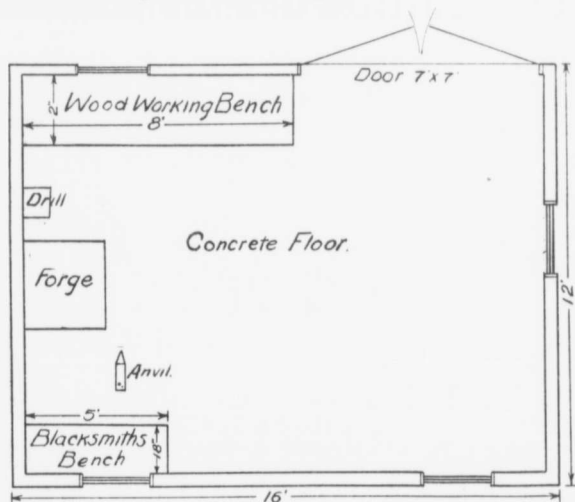 Door 7'x7'
Wood Working Bench
2'
8'
Drill
Concrete Floor.
Forge
12'
Anvil.
5'
Blacksmiths
Bench
18"
16'